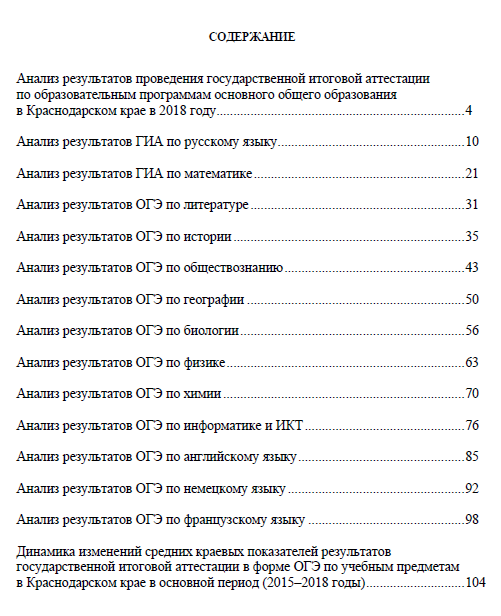 СОДЕРЖАНИЕ
Анализ результатов проведения государственной итоговой аттестации
по образовательным программам основного общего образования
в Краснодарском крае в 2018 году.....4
Анализ результатов ГИА по русскому языку.....10
Анализ результатов ГИА по математике.....21
Анализ результатов ОГЭ по литературе.....31
Анализ результатов ОГЭ по истории.....35
Анализ результатов ОГЭ по обществознанию.....43
Анализ результатов ОГЭ по географии.....50
Анализ результатов ОГЭ по биологии.....56
Анализ результатов ОГЭ по физике.....63
Анализ результатов ОГЭ по химии.....70
Анализ результатов ОГЭ по информатике и ИКТ.....76
Анализ результатов ОГЭ по английскому языку.....85
Анализ результатов ОГЭ по немецкому языку.....92
Анализ результатов ОГЭ по французскому языку.....98
Динамика изменений средних краевых показателей результатов
государственной итоговой аттестации в форме ОГЭ по учебным предметам
в Краснодарском крае в основной период (2015–2018 годы).....104